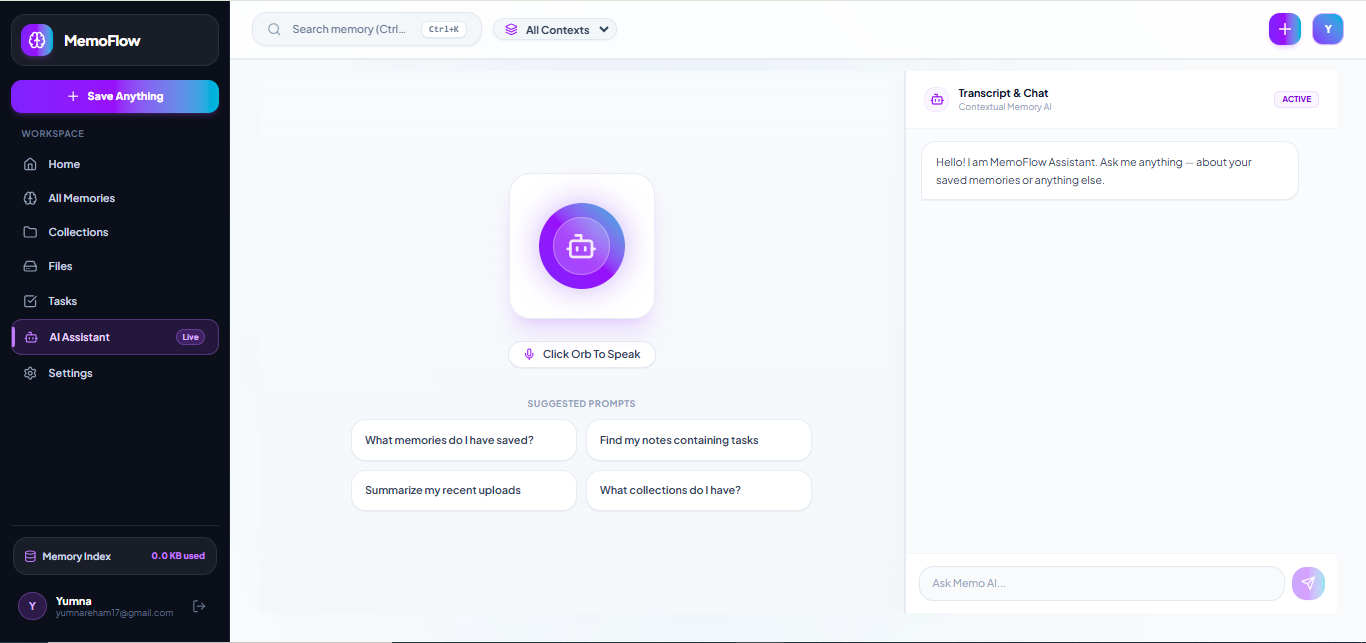 MemoFlow
Save Anything
WORKSPACE
Home
All Memories
Collections
Files
Tasks
AI Assistant
Live
Settings
Memory Index
0.0 KB used
Y
Yumna
yumnareham17@gmail.com
Search memory (Ctrl...
Ctrl+K
All Contexts
Y
Click Orb To Speak
SUGGESTED PROMPTS
What memories do I have saved?
Find my notes containing tasks
Summarize my recent uploads
What collections do I have?
Transcript & Chat
Contextual Memory AI
ACTIVE
Hello! I am MemoFlow Assistant. Ask me anything — about your
saved memories or anything else.
Ask Memo AI...